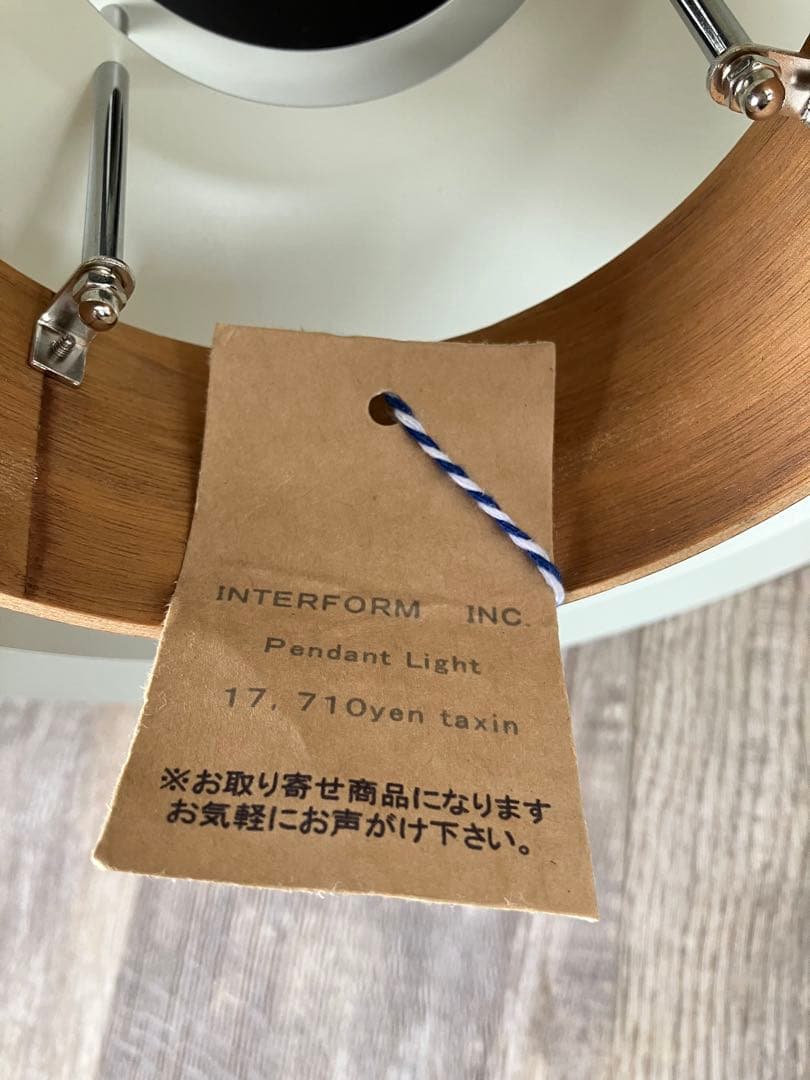 INTERFORM INC.
Pendant Light
17,710yen taxin
※お取り寄せ商品になります
お気軽にお声がけ下さい。